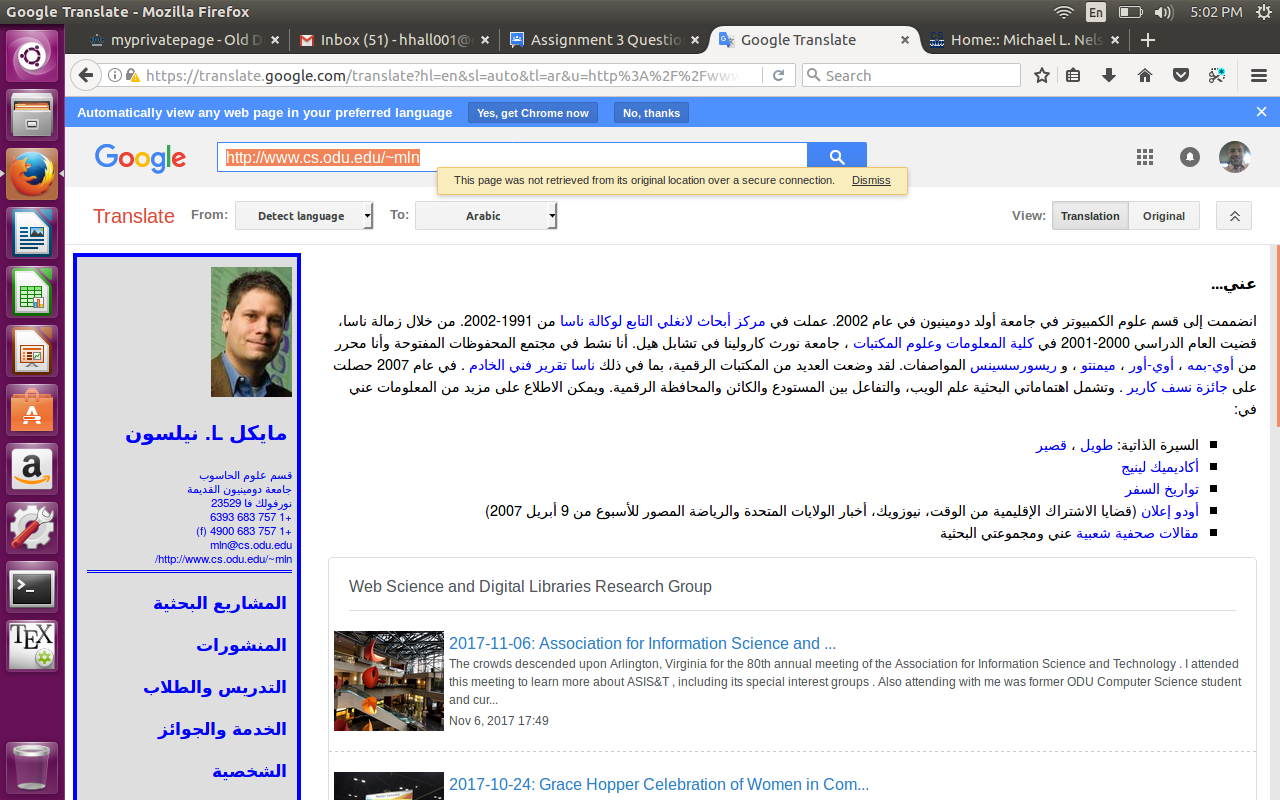 Google Translate - Mozilla Firefox
En
5:02 PM
myprivatepage - Old D
Inbox (51) - hhall001@
Assignment 3 Questio
Google Translate
Home:: Michael L. Nels
https://translate.google.com/translate?hl=en&sl=auto&tl=ar&u=http%3A%2F%2Fwww
Search
Automatically view any web page in your preferred language
Yes, get Chrome now
No, thanks
Google
http://www.cs.odu.edu/~mln
This page was not retrieved from its original location over a secure connection. Dismiss
Translate
From:
Detect language
To:
Arabic
View:
Translation
Original
مايكل L. نيلسون
قسم علوم الحاسوب
جامعة دومينيون القديمة
نورفولك فا 23529
+1 757 683 6393
+1 757 683 4900 (f)
mln@cs.odu.edu
http://www.cs.odu.edu/~mln/
المشاريع البحثية
المنشورات
التدريس والطلاب
الخدمة والجوائز
الشخصية
عني...
انضممت إلى قسم علوم الكمبيوتر في جامعة أولد دومينيون في عام 2002. عملت في مركز أبحاث لانغلي التابع لوكالة ناسا من 1991-2002. من خلال زمالة ناسا،
قضيت العام الدراسي 2000-2001 في كلية المعلومات وعلوم المكتبات ، جامعة نورث كارولينا في تشابل هيل. أنا نشط في مجتمع المحفوظات المفتوحة وأنا محرر
من أوي-بمه ، أوي-أور ، ميمنتو ، و ريسورسسينس المواصفات. لقد وضعت العديد من المكتبات الرقمية، بما في ذلك ناسا تقرير فني الخادم . في عام 2007 حصلت
على جائزة نسف كارير . وتشمل اهتماماتي البحثية علم الويب، والتفاعل بين المستودع والكائن والمحافظة الرقمية. ويمكن الاطلاع على مزيد من المعلومات عني
في:
السيرة الذاتية: طويل ، قصير
أكاديميك لينيج
تواريخ السفر
أودو إعلان (قضايا الاشتراك الإقليمية من الوقت، نيوزويك، أخبار الولايات المتحدة والرياضة المصور للأسبوع من 9 أبريل 2007)
مقالات صحفية شعبية عني ومجموعتي البحثية
Web Science and Digital Libraries Research Group
2017-11-06: Association for Information Science and ...
The crowds descended upon Arlington, Virginia for the 80th annual meeting of the Association for Information Science and Technology . I attended
this meeting to learn more about ASIS&T , including its special interest groups . Also attending with me was former ODU Computer Science student
and cur...
Nov 6, 2017 17:49
2017-10-24: Grace Hopper Celebration of Women in Com...
TEX